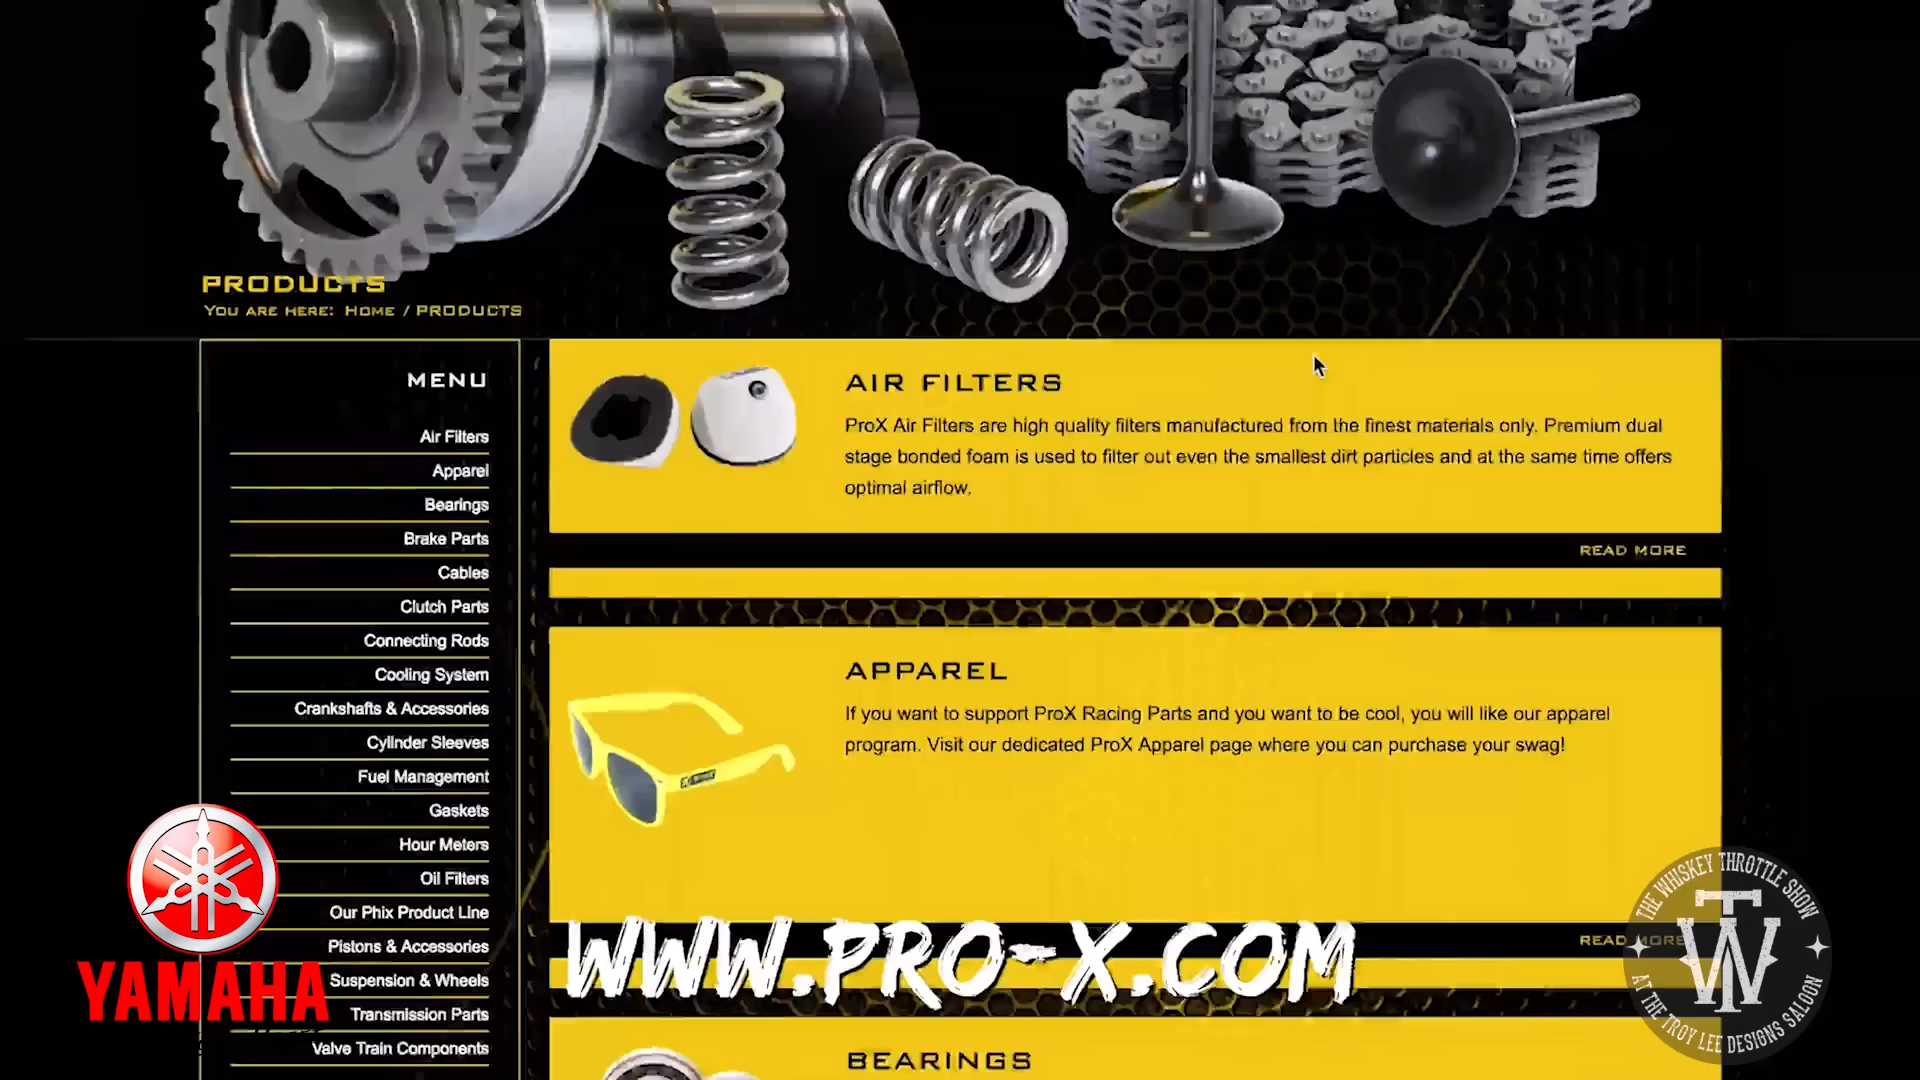 PRODUCTS
YOU ARE HERE: HOME / PRODUCTS
MENU
Air Filters
Apparel
Bearings
Brake Parts
Cables
Clutch Parts
Connecting Rods
Cooling System
Crankshafts & Accessories
Cylinder Sleeves
Fuel Management
Gaskets
Hour Meters
Oil Filters
Our Phix Product Line
Pistons & Accessories
Suspension & Wheels
Transmission Parts
Valve Train Components
AIR FILTERS
ProX Air Filters are high quality filters manufactured from the finest materials only. Premium dual
stage bonded foam is used to filter out even the smallest dirt particles and at the same time offers
optimal airflow.
READ MORE
APPAREL
If you want to support ProX Racing Parts and you want to be cool, you will like our apparel
program. Visit our dedicated ProX Apparel page where you can purchase your swag!
READ MORE
BEARINGS
WWW.PRO-X.COM
YAMAHA
THE WHISKEY THROTTLE SHOW
WT
AT THE TROY LEE DESIGNS SALOON